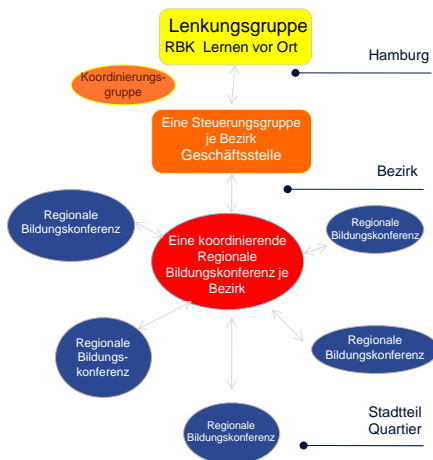 Lenkungsgruppe
RBK Lernen vor Ort
Hamburg
Koordinierungs-
gruppe
Eine Steuerungsgruppe
je Bezirk
Geschäftsstelle
Bezirk
Regionale
Bildungskonferenz
Regionale
Bildungskonferenz
Eine koordinierende
Regionale
Bildungskonferenz je
Bezirk
Regionale
Bildungs-
konferenz
Regionale
Bildungskonferenz
Regionale
Bildungskonferenz
Stadtteil
Quartier